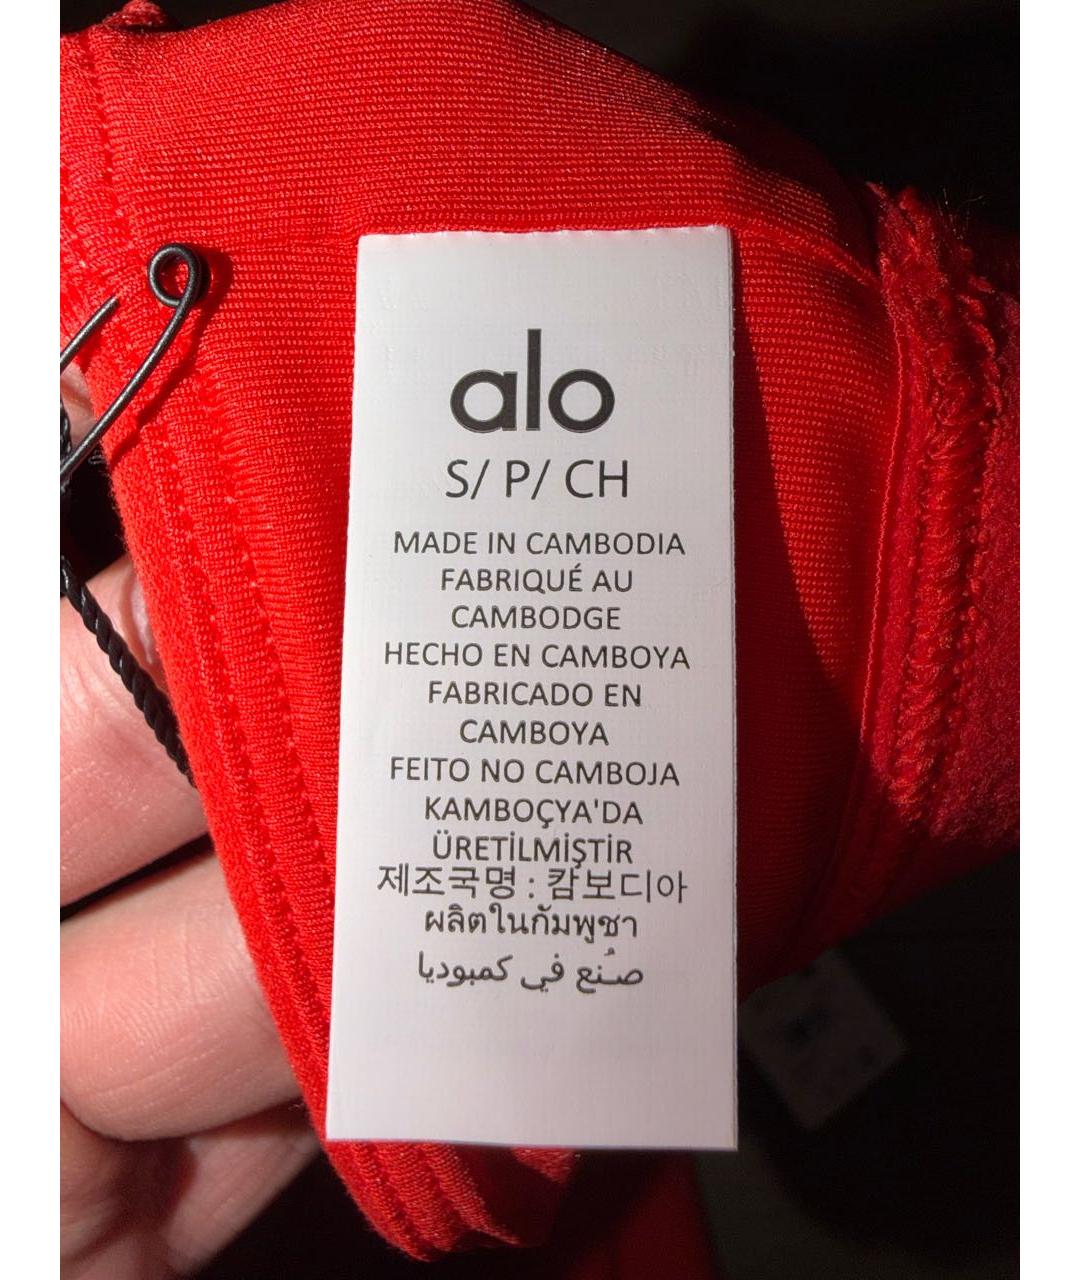 alo
S/ P/ CH
MADE IN CAMBODIA
FABRIQUÉ AU
CAMBODGE
HECHO EN CAMBOYA
FABRICADO EN
CAMBOYA
FEITO NO CAMBOJA
KAMBOÇYA'DA
ÜRETİLMİŞTİR
제조국명 : 캄보디아
ผลิตในกัมพูชา
صُنع في كمبوديا